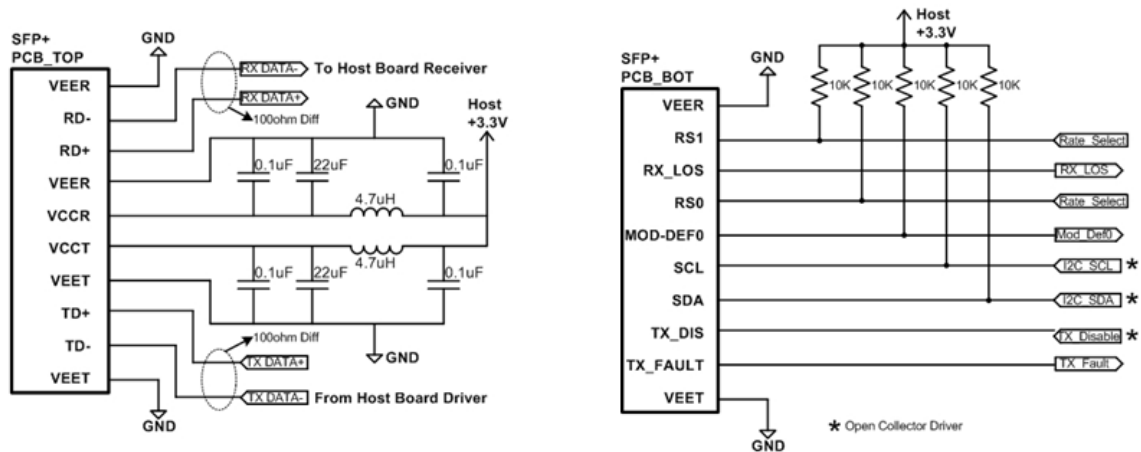 SFP+
PCB_TOP
GND
VEER
RD-
RD+
VEER
VCCR
VCCT
VEET
TD+
TD-
VEET
GND
RX DATA-
To Host Board Receiver
RX DATA+
100ohm Diff
GND
Host
+3.3V
0.1uF
22uF
0.1uF
4.7uH
4.7uH
0.1uF
22uF
0.1uF
100ohm Diff
GND
TX DATA+
TX DATA-
From Host Board Driver
SFP+
PCB_BOT
GND
Host
+3.3V
10K
10K
10K
10K
10K
VEER
RS1
Rate_Select
RX_LOS
RX_LOS
RS0
Rate_Select
MOD-DEF0
Mod_Def0
SCL
I2C_SCL *
SDA
I2C_SDA *
TX_DIS
TX_Disable *
TX_FAULT
TX_Fault
VEET
GND
* Open Collector Driver